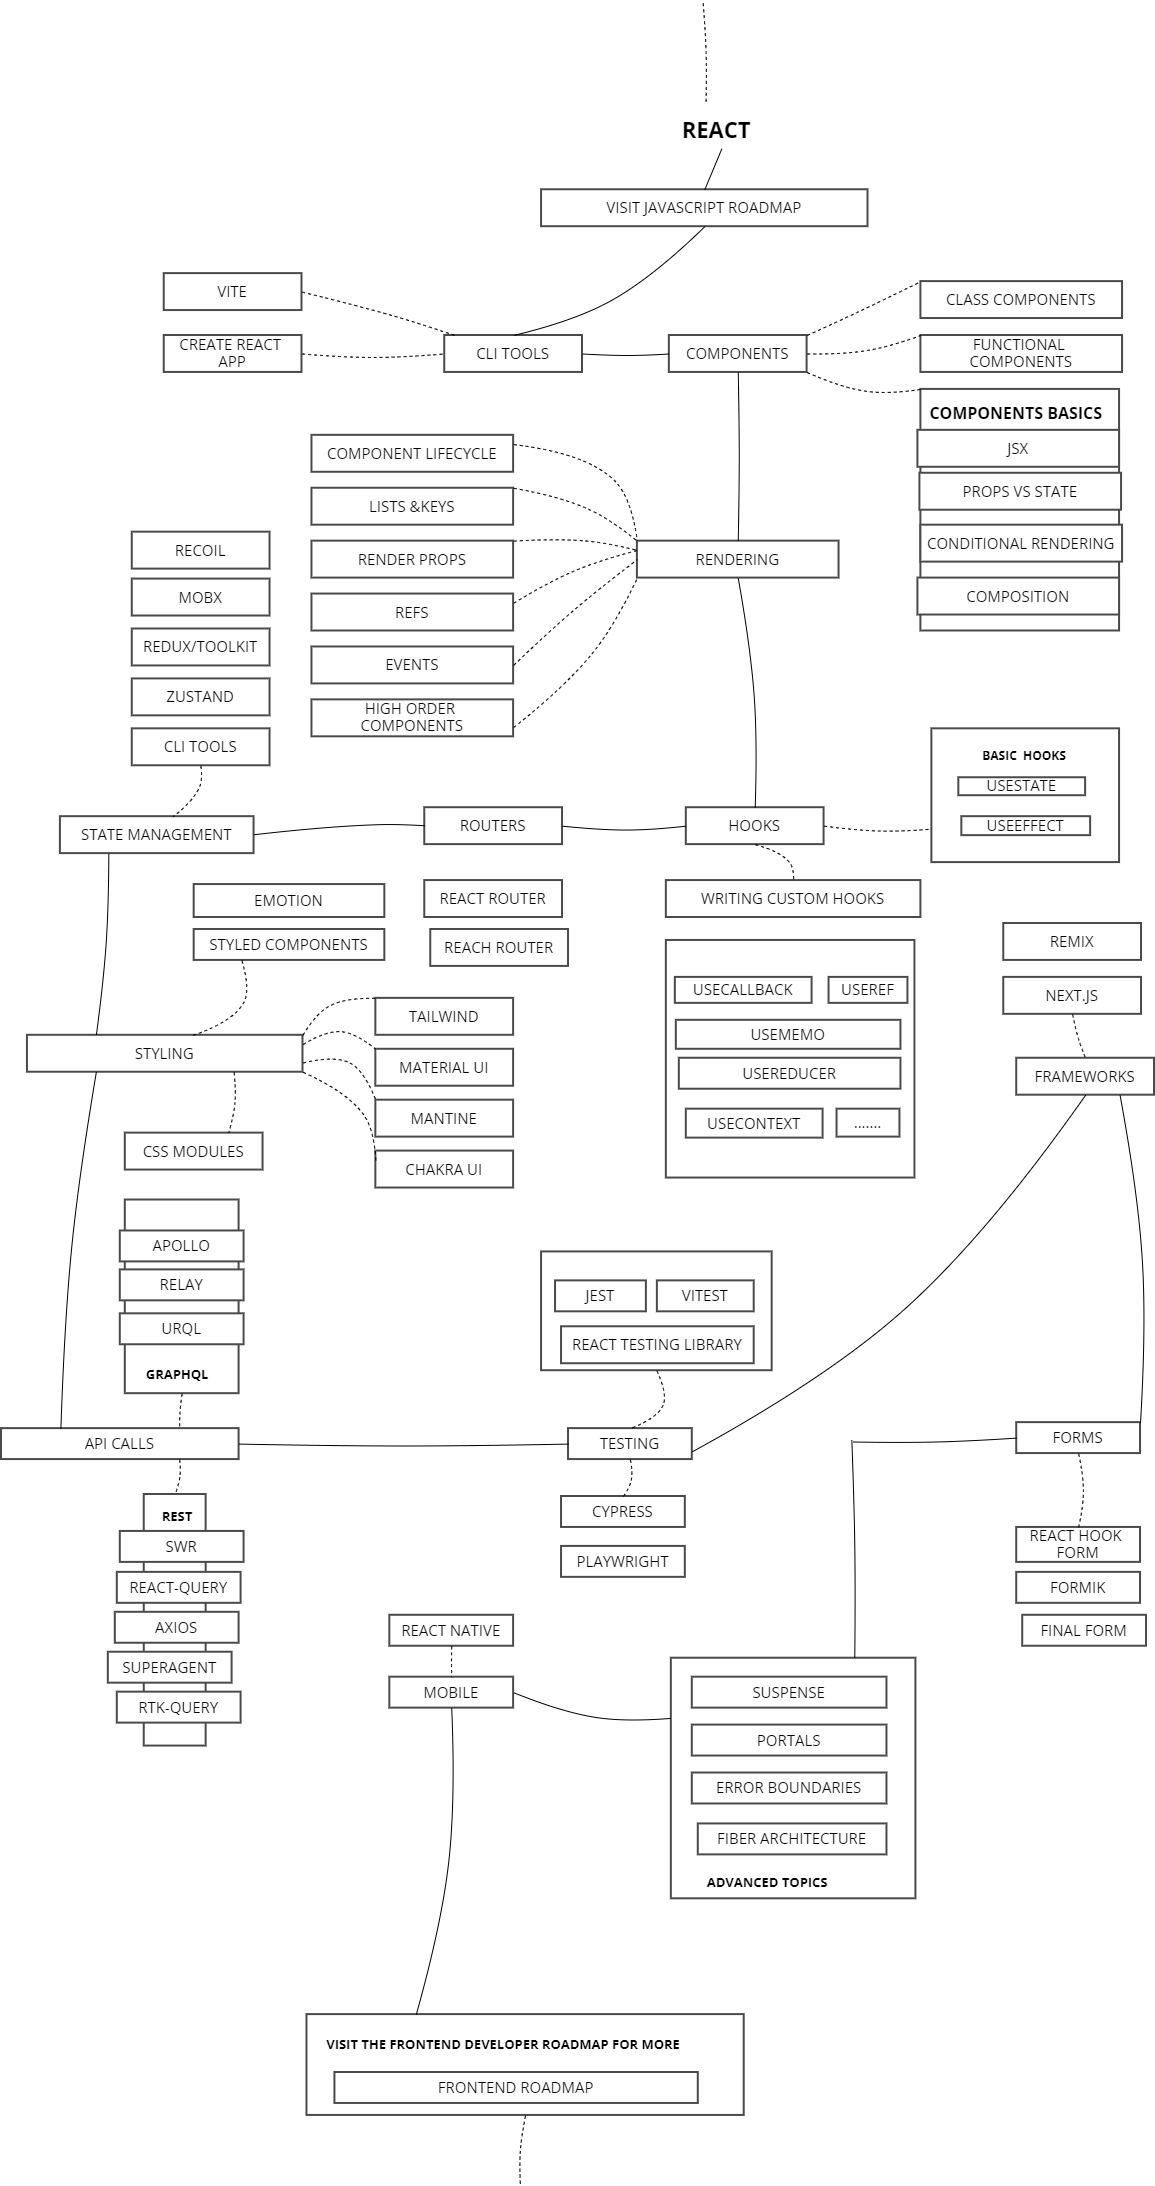 REACT
VISIT JAVASCRIPT ROADMAP
VITE
CREATE REACT
APP
CLI TOOLS
COMPONENTS
CLASS COMPONENTS
FUNCTIONAL
COMPONENTS
COMPONENTS BASICS
JSX
PROPS VS STATE
CONDITIONAL RENDERING
COMPOSITION
COMPONENT LIFECYCLE
LISTS &KEYS
RENDER PROPS
REFS
EVENTS
HIGH ORDER
COMPONENTS
RENDERING
RECOIL
MOBX
REDUX/TOOLKIT
ZUSTAND
CLI TOOLS
STATE MANAGEMENT
ROUTERS
HOOKS
BASIC HOOKS
USESTATE
USEEFFECT
EMOTION
STYLED COMPONENTS
REACT ROUTER
REACH ROUTER
WRITING CUSTOM HOOKS
USECALLBACK
USEREF
USEMEMO
USEREDUCER
USECONTEXT
.......
REMIX
NEXT.JS
FRAMEWORKS
STYLING
TAILWIND
MATERIAL UI
MANTINE
CHAKRA UI
CSS MODULES
APOLLO
RELAY
URQL
GRAPHQL
JEST
VITEST
REACT TESTING LIBRARY
API CALLS
TESTING
FORMS
REST
SWR
REACT-QUERY
AXIOS
SUPERAGENT
RTK-QUERY
CYPRESS
PLAYWRIGHT
REACT HOOK
FORM
FORMIK
FINAL FORM
REACT NATIVE
MOBILE
SUSPENSE
PORTALS
ERROR BOUNDARIES
FIBER ARCHITECTURE
ADVANCED TOPICS
VISIT THE FRONTEND DEVELOPER ROADMAP FOR MORE
FRONTEND ROADMAP